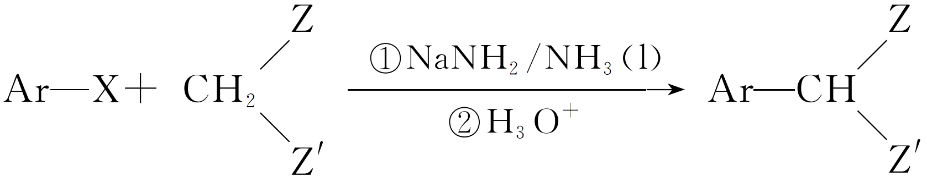 Z Z
①NaNH₂/NH₃(l)
Ar—X+ CH₂ Ar—CH
②H₃O⁺
Z′ Z′